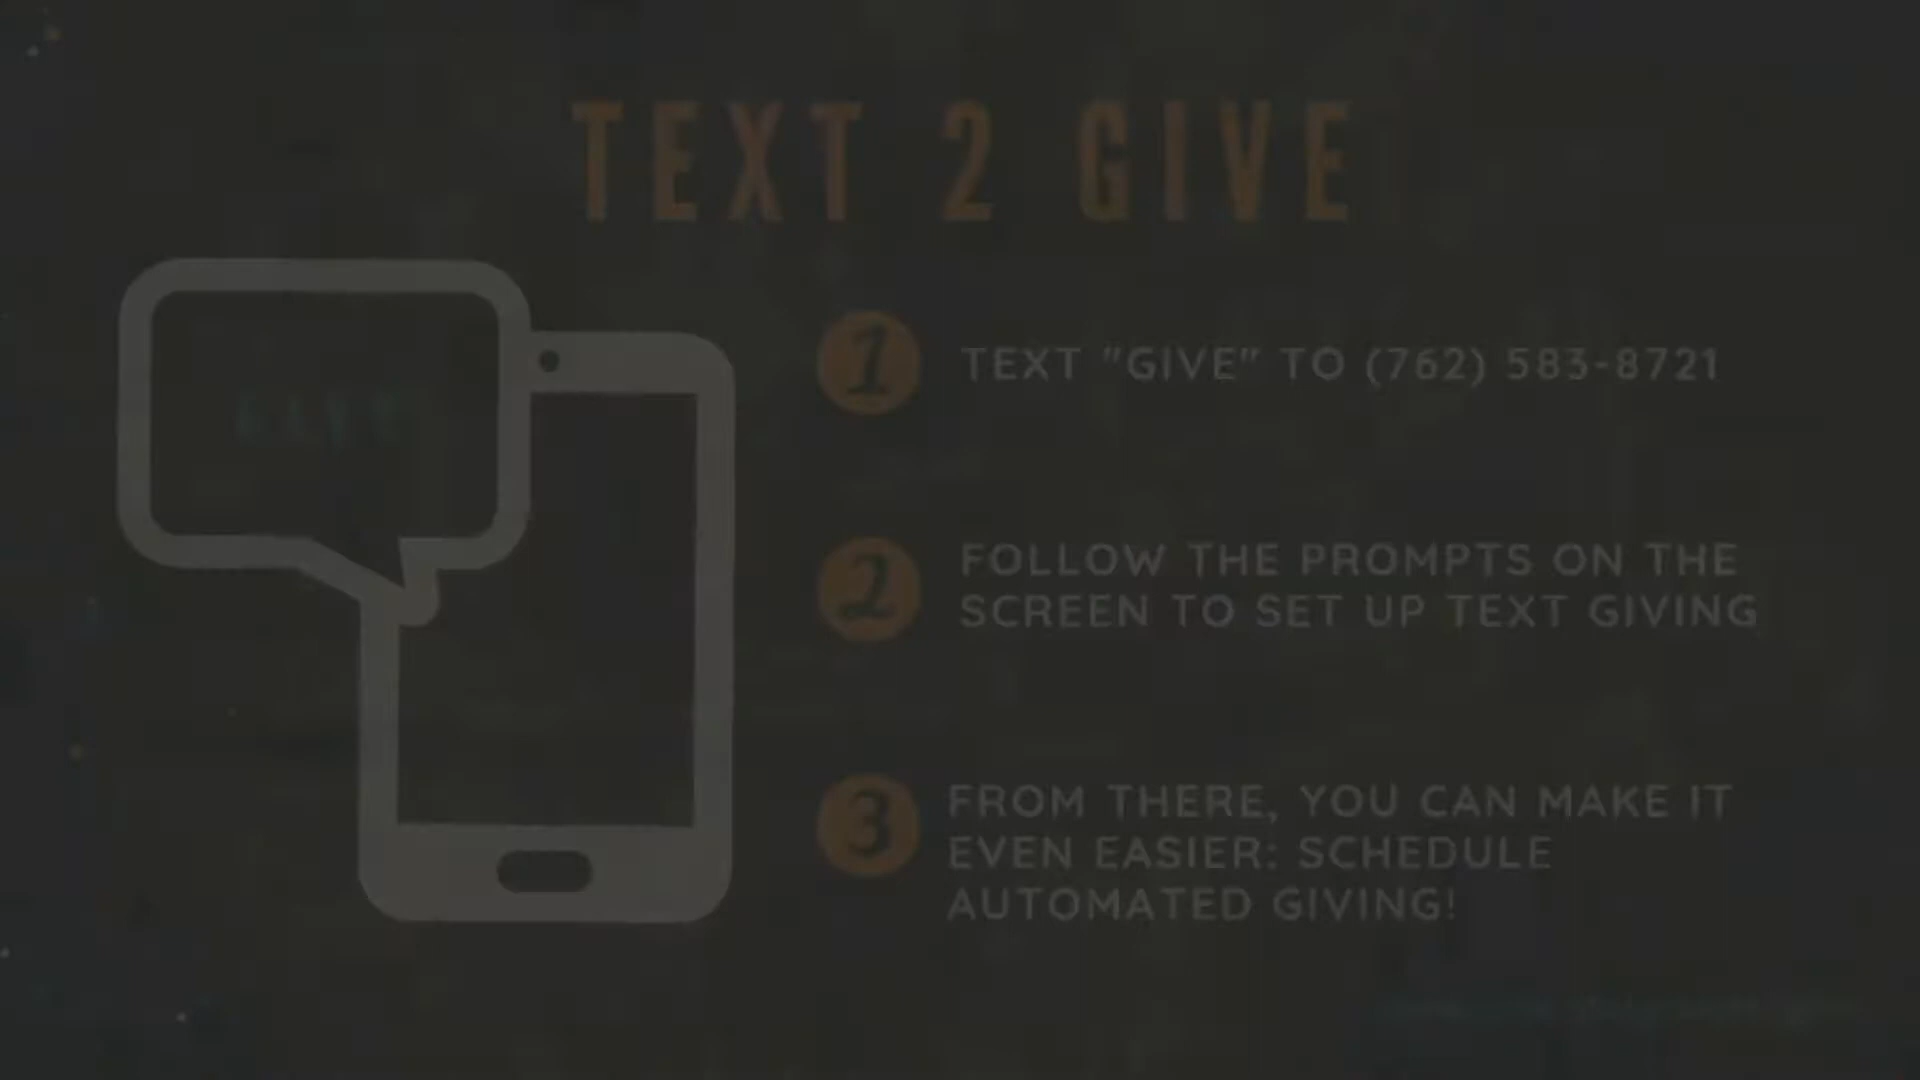 TEXT 2 GIVE
1
TEXT "GIVE" TO (762) 583-8721
2
FOLLOW THE PROMPTS ON THE
SCREEN TO SET UP TEXT GIVING
3
FROM THERE, YOU CAN MAKE IT
EVEN EASIER: SCHEDULE
AUTOMATED GIVING!